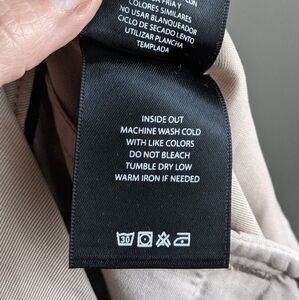 COLORES SIMILARES
NO USAR BLANQUEADOR
CICLO DE SECADO LENTO
UTILIZAR PLANCHA
TEMPLADA
INSIDE OUT
MACHINE WASH COLD
WITH LIKE COLORS
DO NOT BLEACH
TUMBLE DRY LOW
WARM IRON IF NEEDED
30